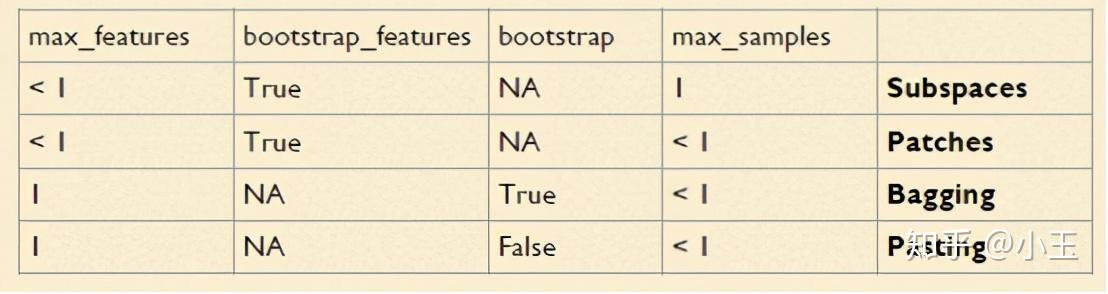 max_features bootstrap_features bootstrap max_samples
< 1 True NA 1 Subspaces
< 1 True NA < 1 Patches
1 NA True < 1 Bagging
1 NA False < 1 Pasting
知乎 @小玉